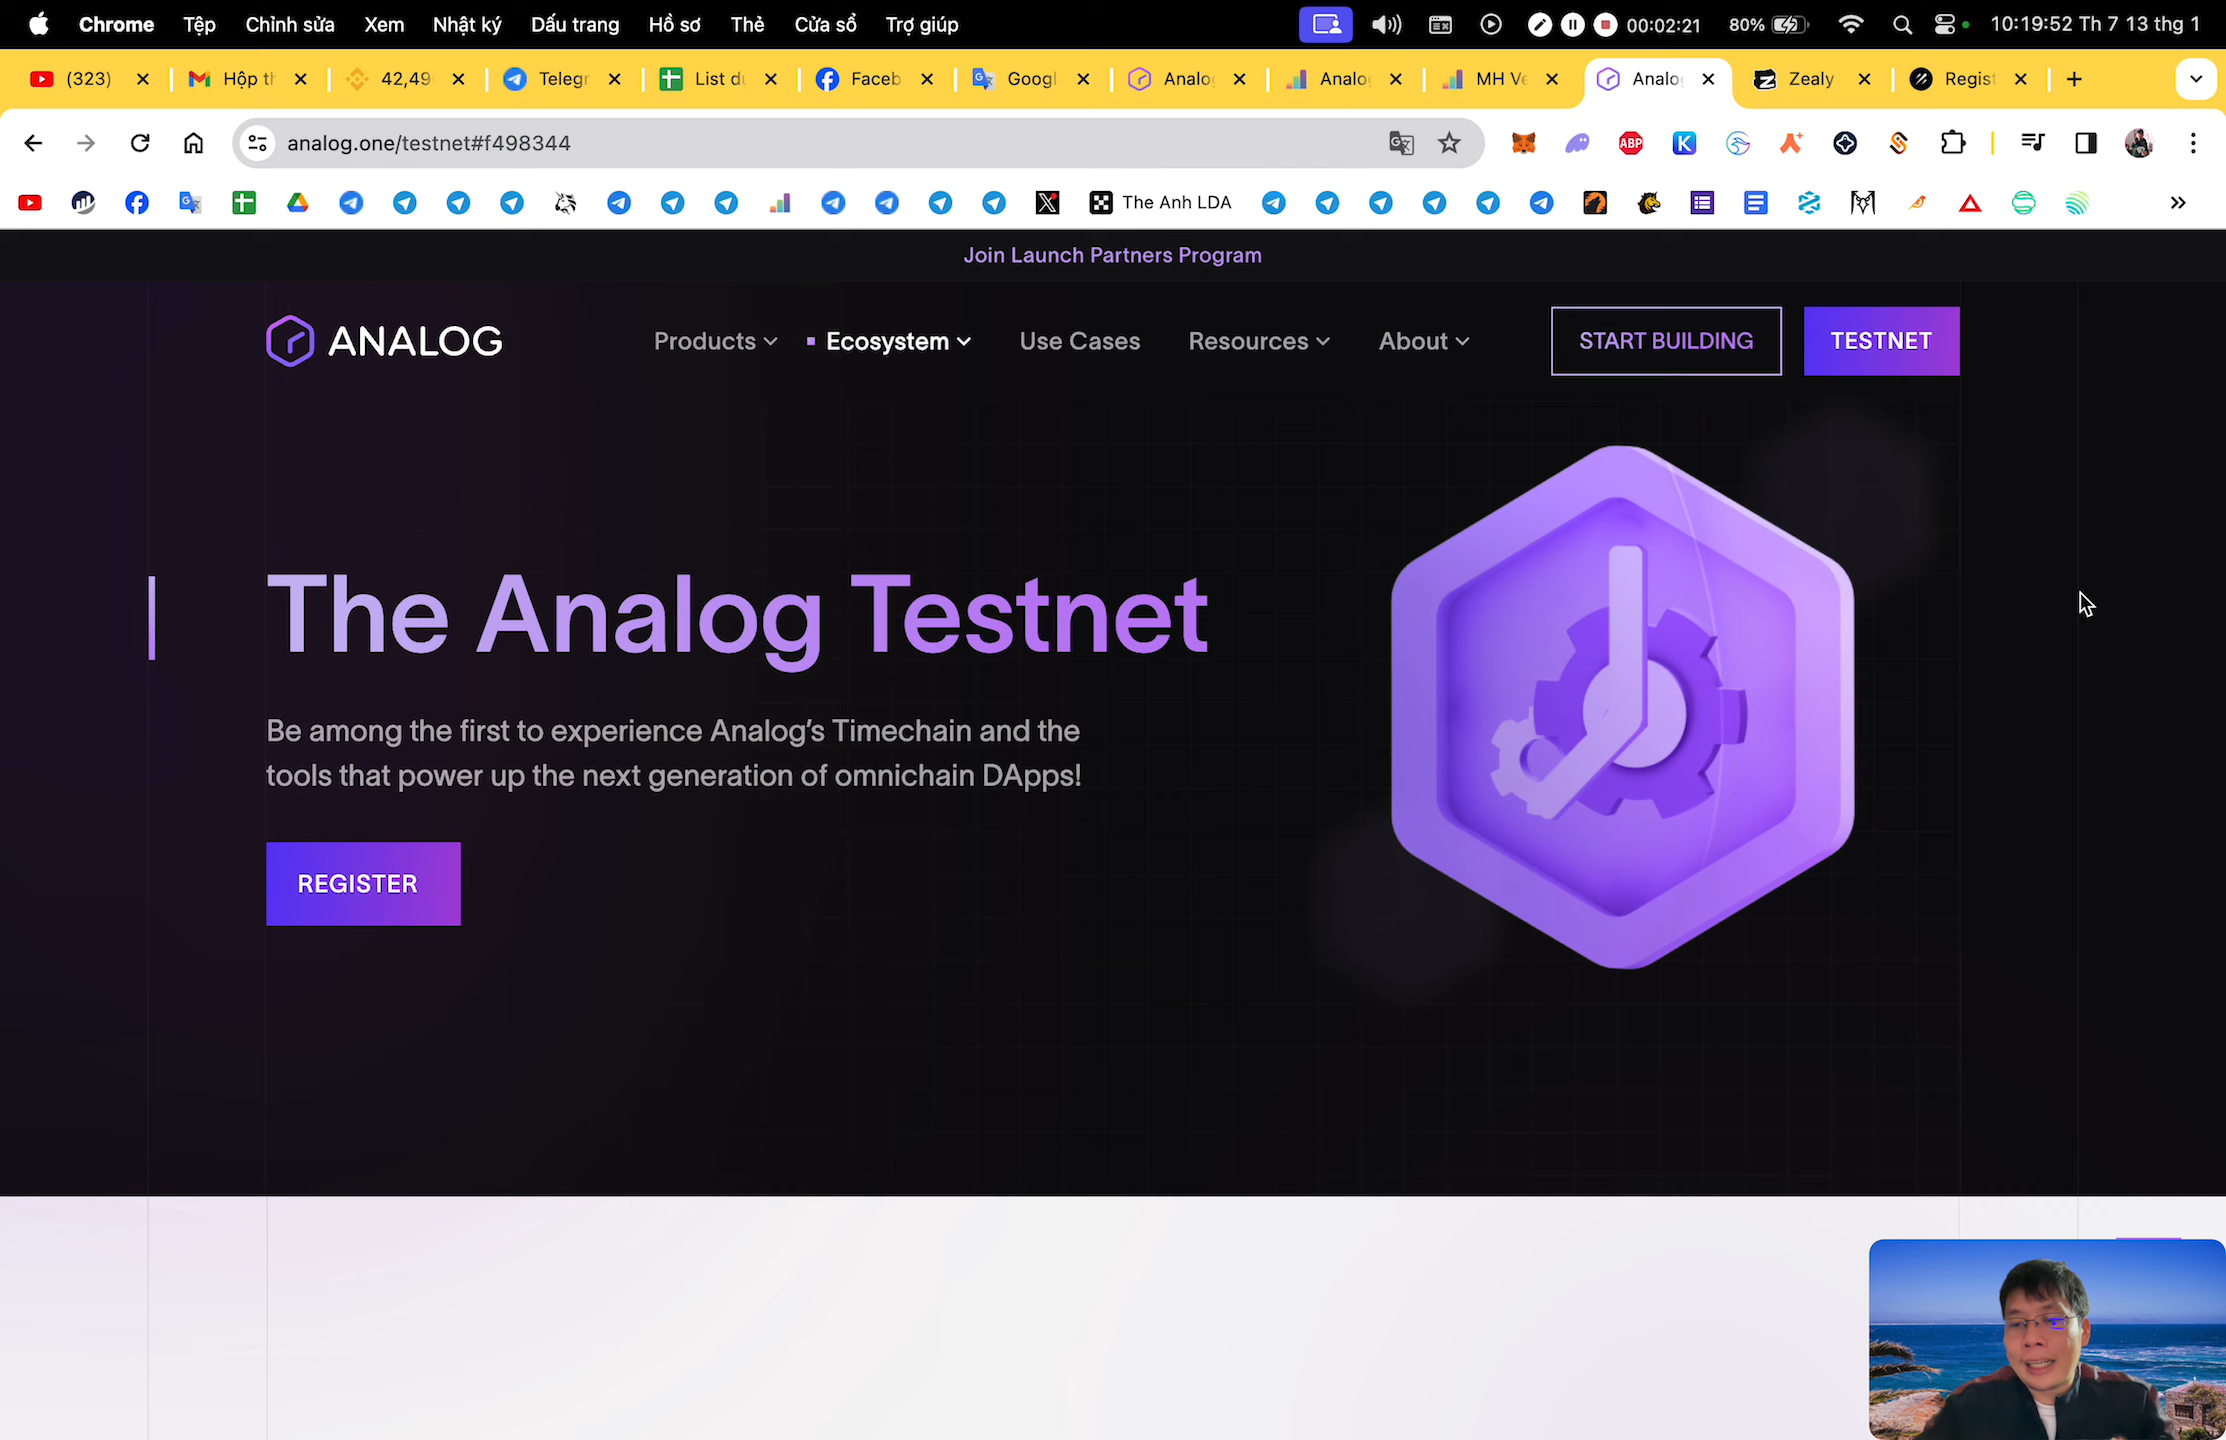 Chrome Tệp Chỉnh sửa Xem Nhật ký Dấu trang Hồ sơ Thẻ Cửa sổ Trợ giúp 00:02:21 80% 10:19:52 Th 7 13 thg 1
(323) Hộp th 42,49 Telegr List dụ Faceb Googl Analo Analo MH Ve Analo Zealy Regist
analog.one/testnet#f498344 ABP K
The Anh LDA
Join Launch Partners Program
ANALOG Products Ecosystem Use Cases Resources About START BUILDING TESTNET
The Analog Testnet
Be among the first to experience Analog’s Timechain and the
tools that power up the next generation of omnichain DApps!
REGISTER